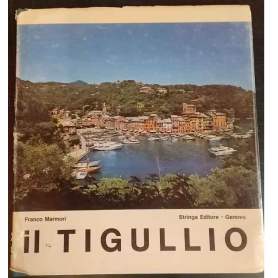 Franco Marmori Stringa Editore - Genova
il TIGULLIO